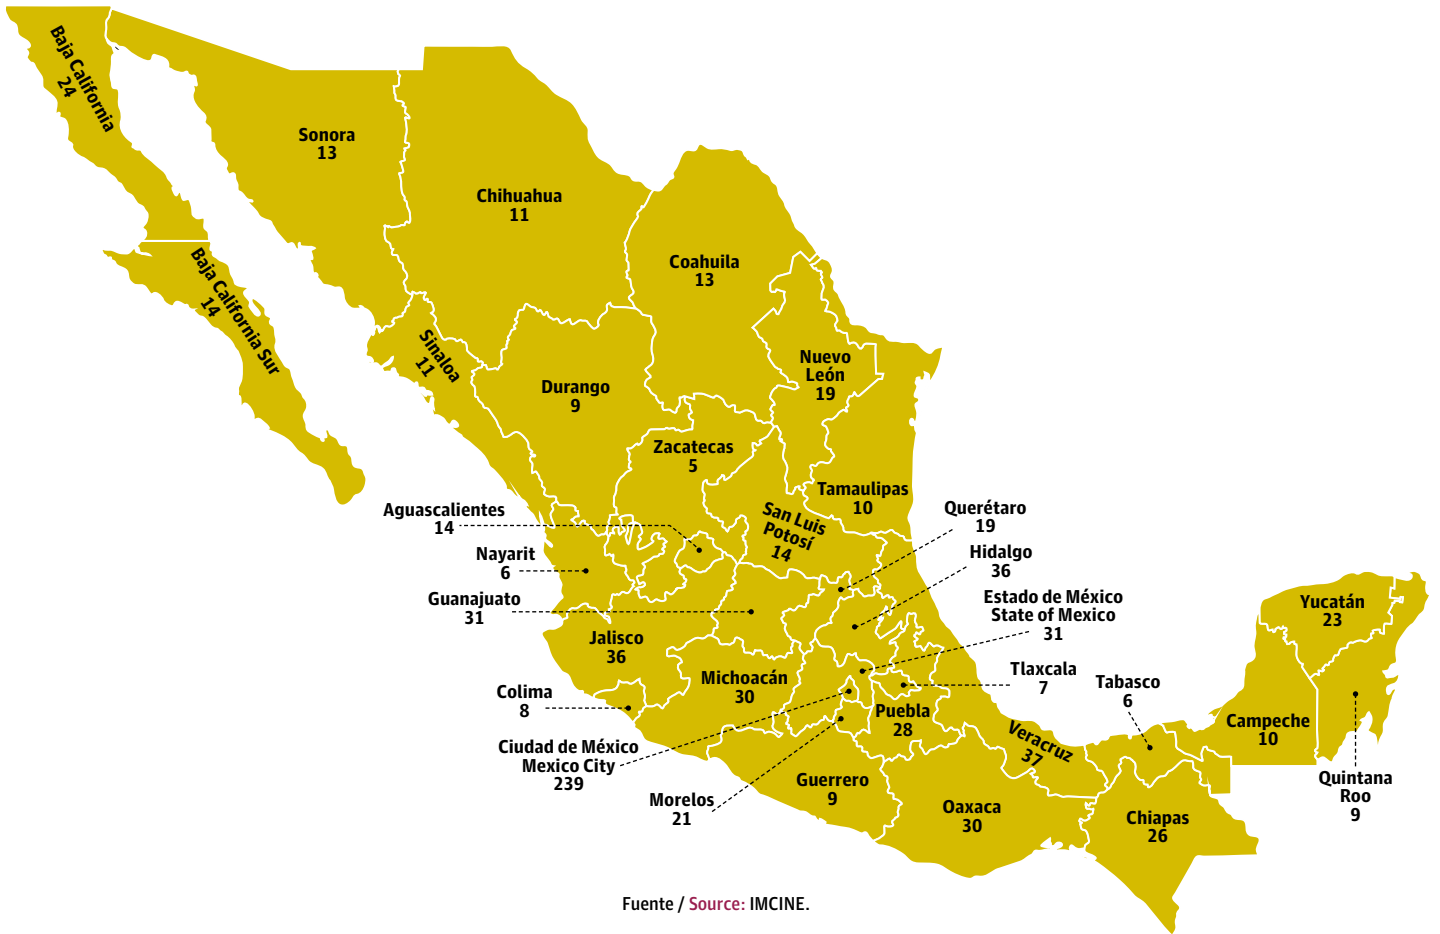 Baja California
24
Sonora
13
Chihuahua
11
Coahuila
13
Baja California Sur
14
Sinaloa
11
Nuevo
León
19
Durango
9
Zacatecas
5
Tamaulipas
10
San Luis
Potosí
14
Aguascalientes
14
Querétaro
19
Nayarit
6
Hidalgo
36
Guanajuato
31
Estado de México
State of Mexico
31
Jalisco
36
Michoacán
30
Tlaxcala
7
Colima
8
Puebla
28
Tabasco
6
Yucatán
23
Campeche
10
Veracruz
37
Ciudad de México
Mexico City
239
Guerrero
9
Morelos
21
Oaxaca
30
Chiapas
26
Quintana
Roo
9
Fuente / Source: IMCINE.